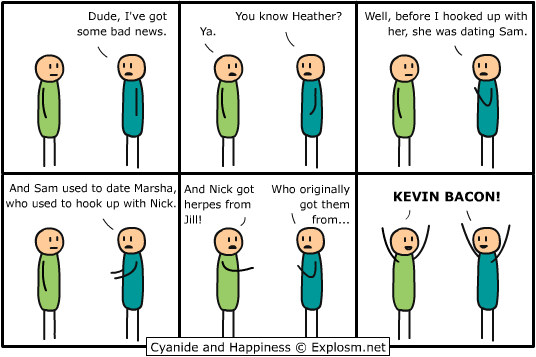 Dude, I've got
some bad news.
Ya.
You know Heather?
Well, before I hooked up with
her, she was dating Sam.
And Sam used to date Marsha,
who used to hook up with Nick.
And Nick got
herpes from
Jill!
Who originally
got them
from...
KEVIN BACON!
Cyanide and Happiness © Explosm.net